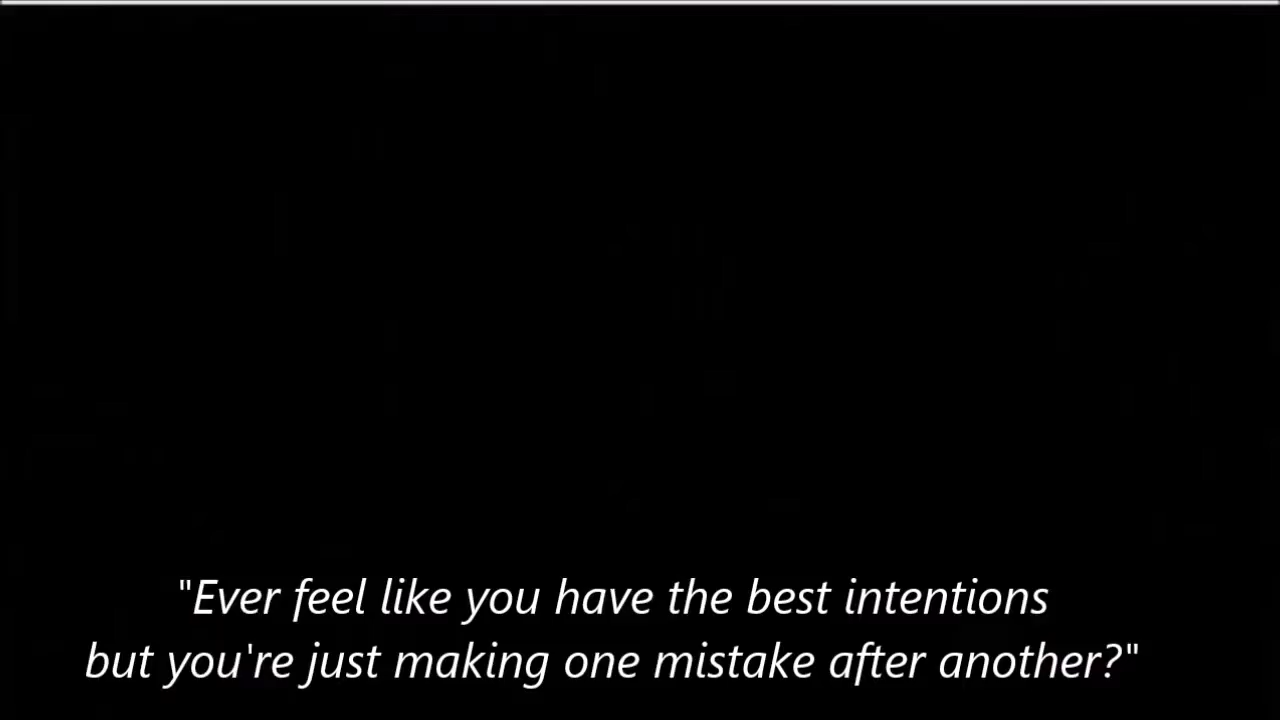 "Ever feel like you have the best intentions
but you're just making one mistake after another?"